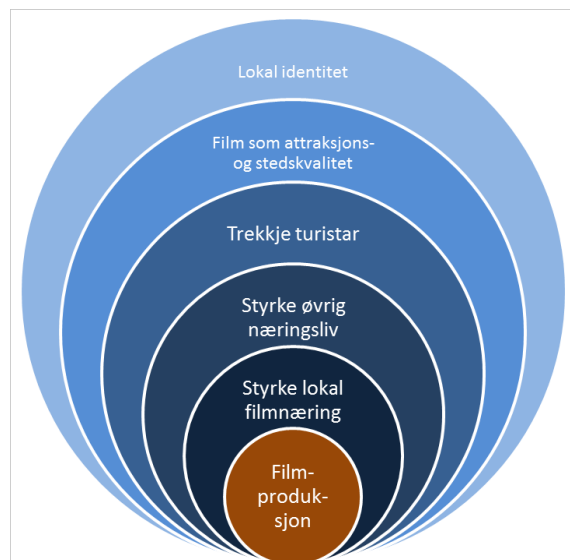 Lokal identitet
Film som attraksjons-
og stedskvalitet
Trekkje turistar
Styrke øvrig
næringsliv
Styrke lokal
filmnæring
Film-
produk-
sjon